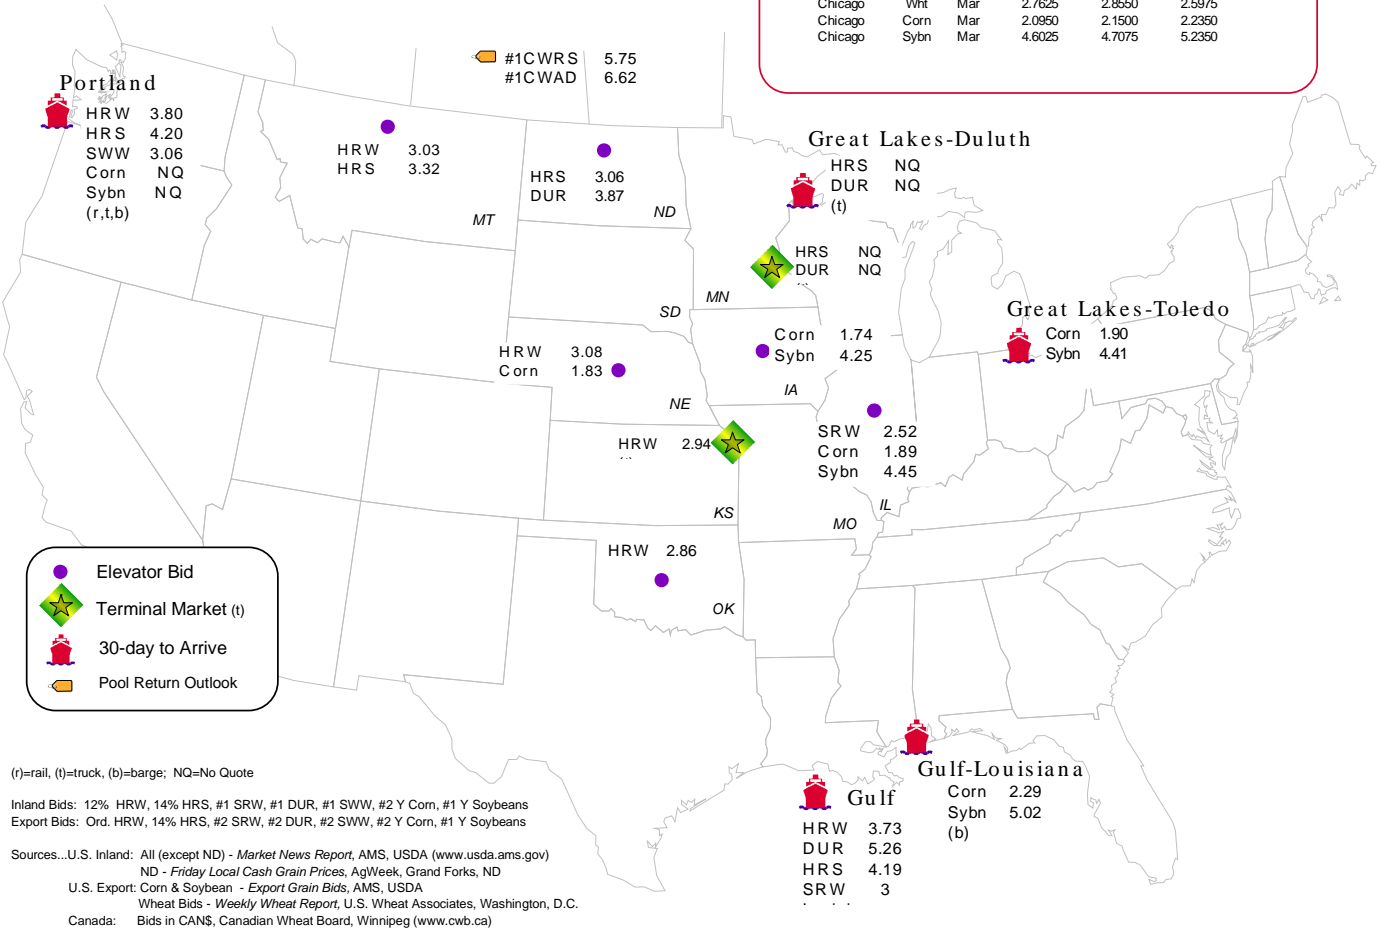 Chicago Wht Mar 2.7625 2.8550 2.5975
Chicago Corn Mar 2.0950 2.1500 2.2350
Chicago Sybn Mar 4.6025 4.7075 5.2350
#1CWRS 5.75
#1CWAD 6.62
Portland
HRW 3.80
HRS 4.20
SWW 3.06
Corn NQ
Sybn NQ
(r,t,b)
HRW 3.03
HRS 3.32
MT
HRS 3.06
DUR 3.87
ND
Great Lakes-Duluth
HRS NQ
DUR NQ
(t)
HRS NQ
DUR NQ
MN
SD
Great Lakes-Toledo
Corn 1.90
Sybn 4.41
Corn 1.74
Sybn 4.25
IA
HRW 3.08
Corn 1.83
NE
HRW 2.94
KS
SRW 2.52
Corn 1.89
Sybn 4.45
IL
MO
HRW 2.86
OK
Elevator Bid
Terminal Market (t)
30-day to Arrive
Pool Return Outlook
Gulf-Louisiana
Corn 2.29
Sybn 5.02
(b)
Gulf
HRW 3.73
DUR 5.26
HRS 4.19
SRW 3
(r)=rail, (t)=truck, (b)=barge; NQ=No Quote
Inland Bids: 12% HRW, 14% HRS, #1 SRW, #1 DUR, #1 SWW, #2 Y Corn, #1 Y Soybeans
Export Bids: Ord. HRW, 14% HRS, #2 SRW, #2 DUR, #2 SWW, #2 Y Corn, #1 Y Soybeans
Sources...U.S. Inland: All (except ND) - Market News Report, AMS, USDA (www.usda.ams.gov)
ND - Friday Local Cash Grain Prices, AgWeek, Grand Forks, ND
U.S. Export: Corn & Soybean - Export Grain Bids, AMS, USDA
Wheat Bids - Weekly Wheat Report, U.S. Wheat Associates, Washington, D.C.
Canada: Bids in CAN$, Canadian Wheat Board, Winnipeg (www.cwb.ca)